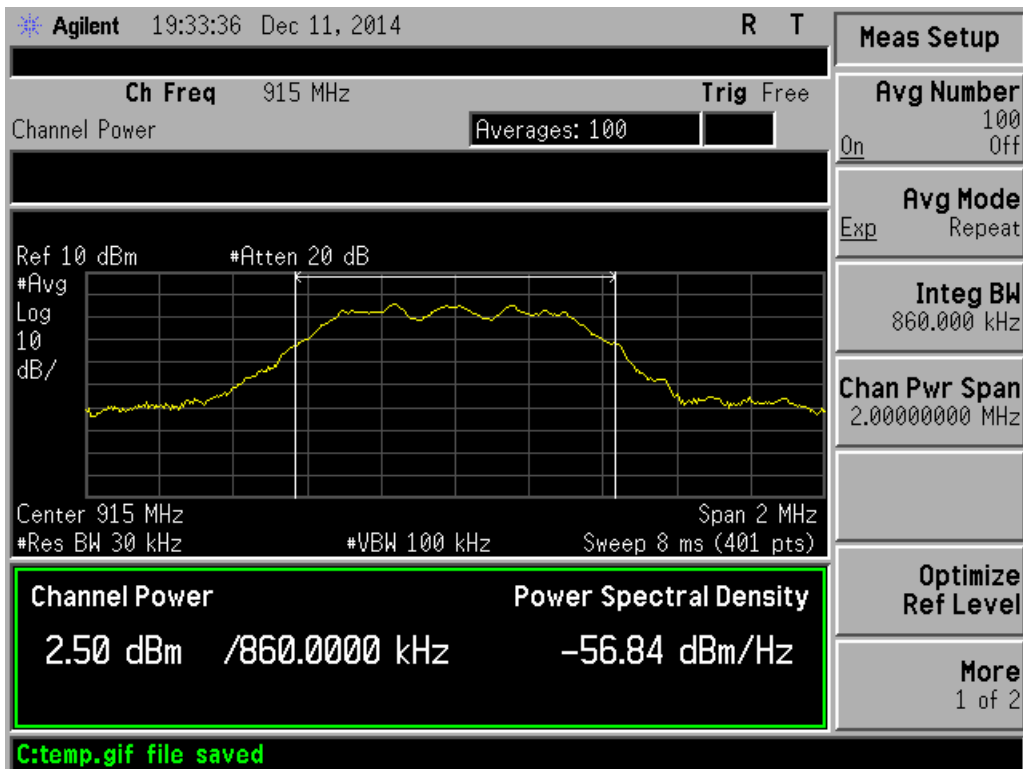 Agilent 19:33:36 Dec 11, 2014 R T
Ch Freq 915 MHz Trig Free
Channel Power Averages: 100
Ref 10 dBm #Atten 20 dB
#Avg
Log
10
dB/
Center 915 MHz Span 2 MHz
#Res BW 30 kHz #VBW 100 kHz Sweep 8 ms (401 pts)
Channel Power Power Spectral Density
2.50 dBm /860.0000 kHz -56.84 dBm/Hz
C:temp.gif file saved
Meas Setup
Avg Number
100
On Off
Avg Mode
Exp Repeat
Integ BW
860.000 kHz
Chan Pwr Span
2.00000000 MHz
Optimize
Ref Level
More
1 of 2